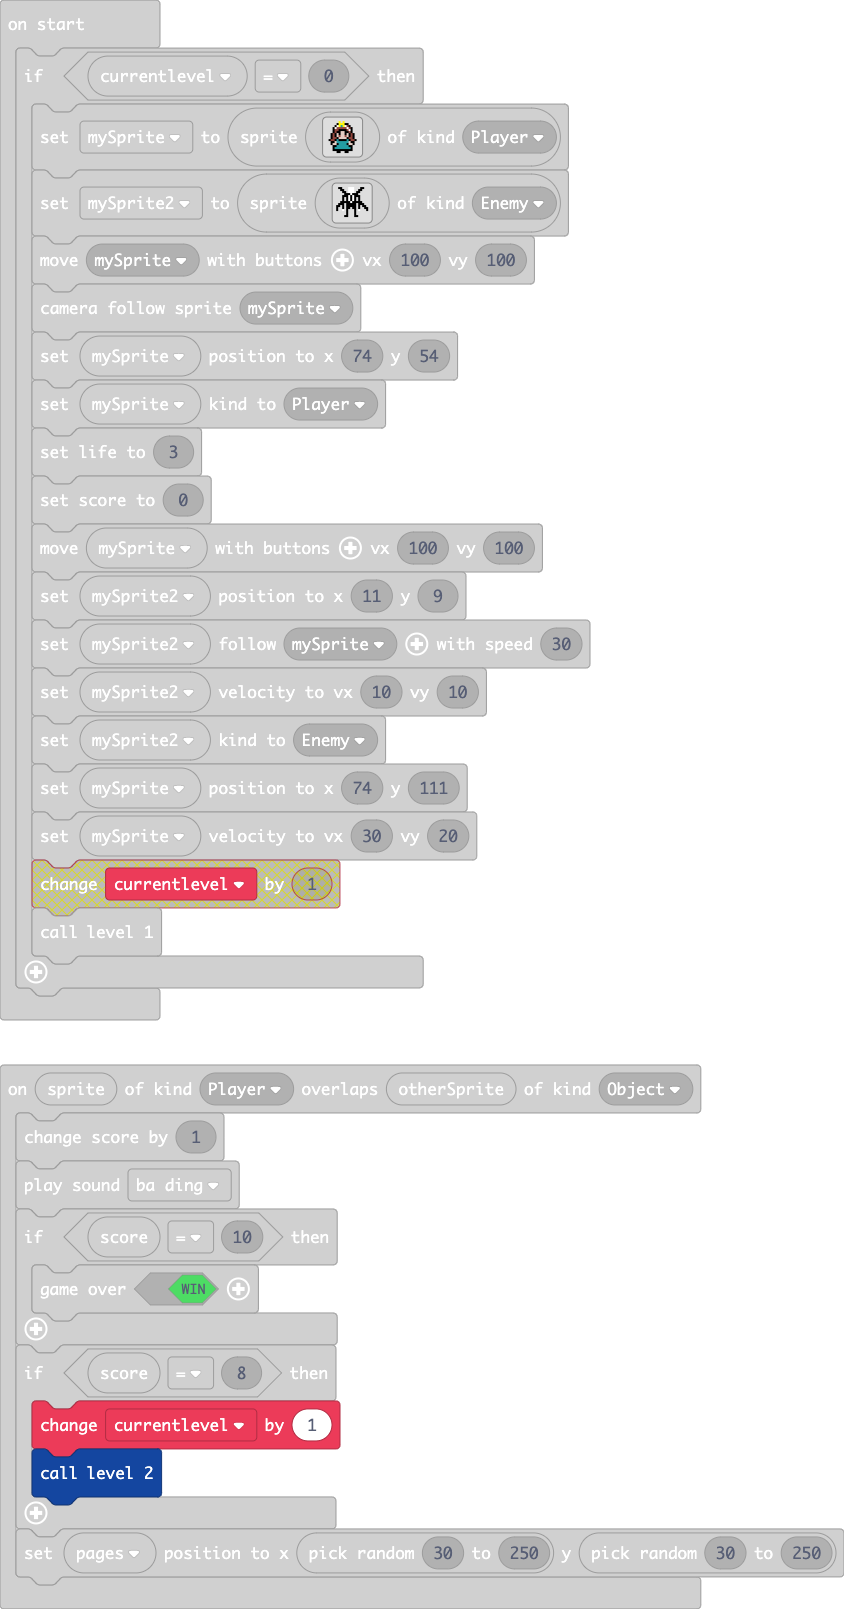 on start
if currentlevel = 0 then
set mySprite to sprite of kind Player
set mySprite2 to sprite of kind Enemy
move mySprite with buttons vx 100 vy 100
camera follow sprite mySprite
set mySprite position to x 74 y 54
set mySprite kind to Player
set life to 3
set score to 0
move mySprite with buttons vx 100 vy 100
set mySprite2 position to x 11 y 9
set mySprite2 follow mySprite with speed 30
set mySprite2 velocity to vx 10 vy 10
set mySprite2 kind to Enemy
set mySprite position to x 74 y 111
set mySprite velocity to vx 30 vy 20
change currentlevel by 1
call level 1
on sprite of kind Player overlaps otherSprite of kind Object
change score by 1
play sound ba ding
if score = 10 then
game over WIN
if score = 8 then
change currentlevel by 1
call level 2
set pages position to x pick random 30 to 250 y pick random 30 to 250